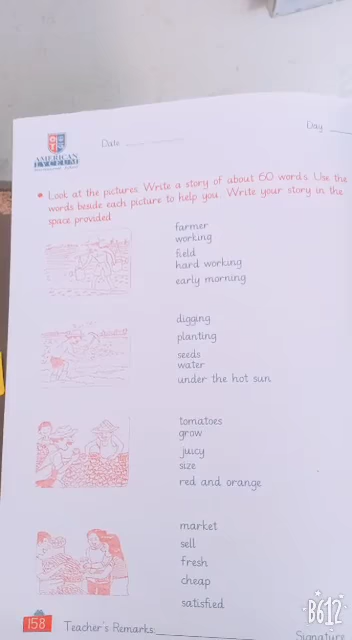 AMERICAN
LYCEUM
Date
Day
Look at the pictures. Write a story of about 60 words. Use the
words beside each picture to help you. Write your story in the
space provided.
farmer
working
field
hard working
early morning
digging
planting
seeds
water
under the hot sun
tomatoes
grow
juicy
size
red and orange
market
sell
fresh
cheap
satisfied
158
Teacher's Remarks:
Signature
B612